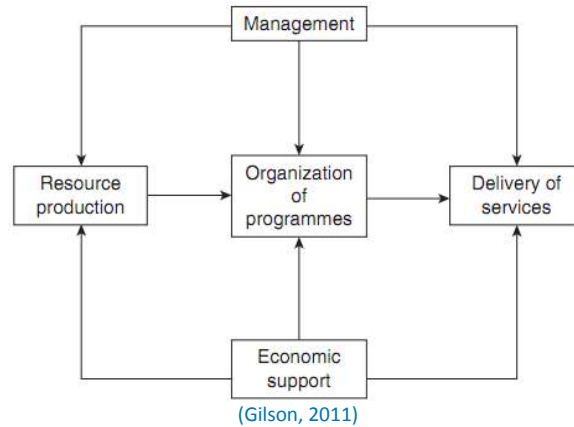 Management
Resource
production
Organization
of
programmes
Delivery of
services
Economic
support
(Gilson, 2011)